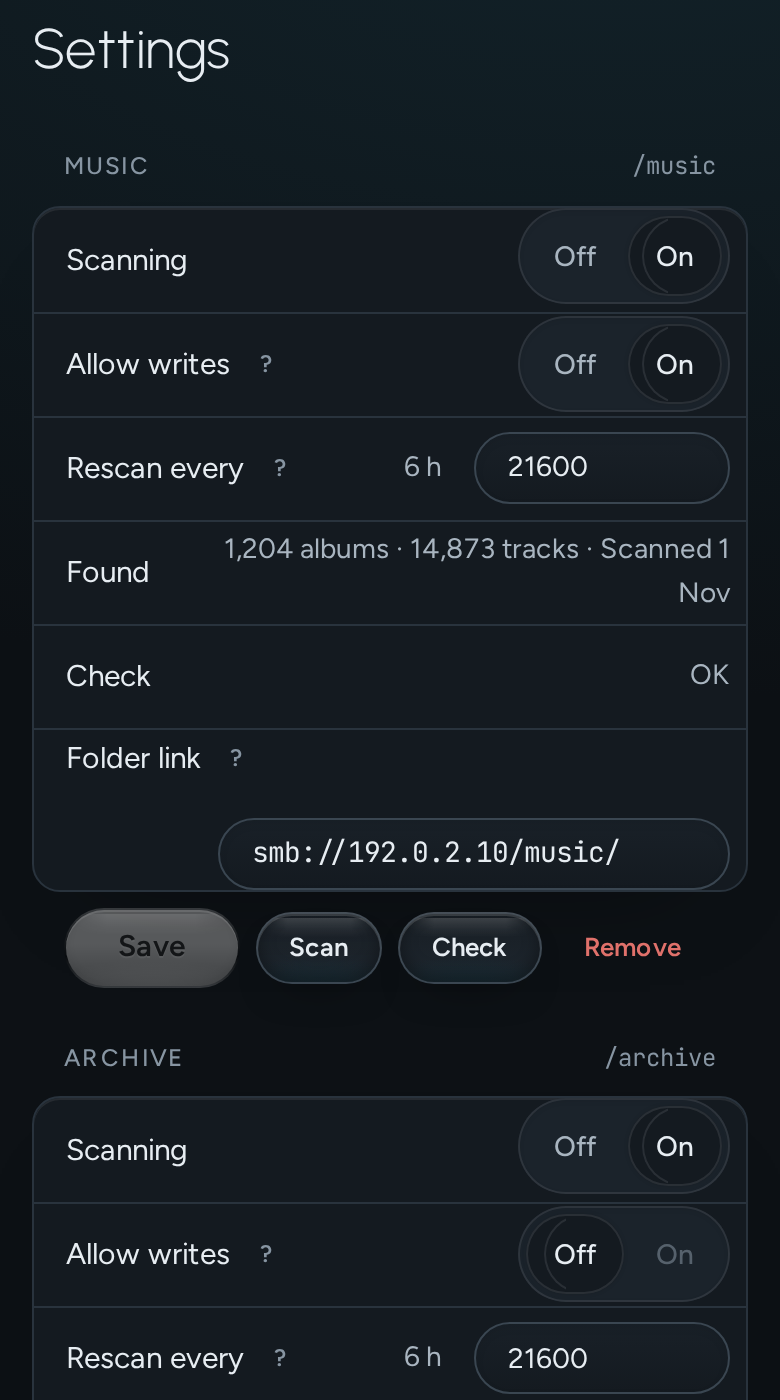 Settings
MUSIC /music
Scanning Off On
Allow writes ? Off On
Rescan every ? 6 h 21600
Found 1,204 albums · 14,873 tracks · Scanned 1
Nov
Check OK
Folder link ?
smb://192.0.2.10/music/
Save Scan Check Remove
ARCHIVE /archive
Scanning Off On
Allow writes ? Off On
Rescan every ? 6 h 21600